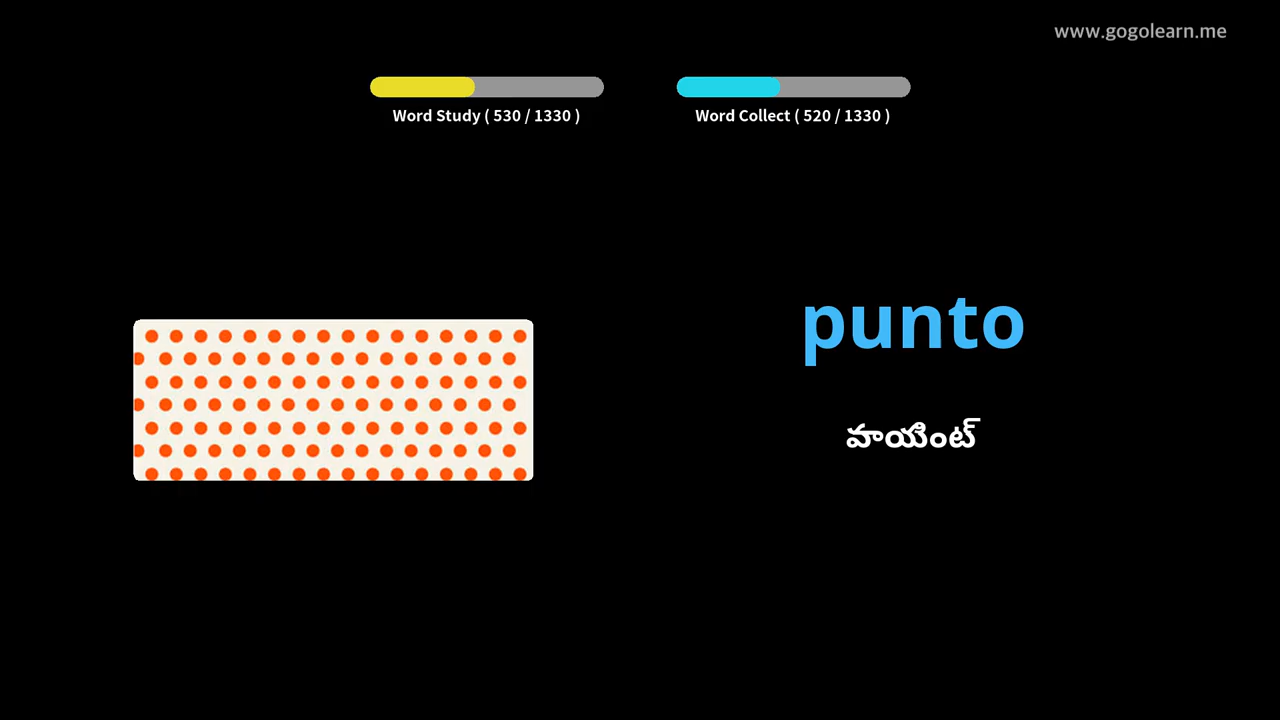 www.gogolearn.me
Word Study ( 530 / 1330 )
Word Collect ( 520 / 1330 )
punto
పాయింట్